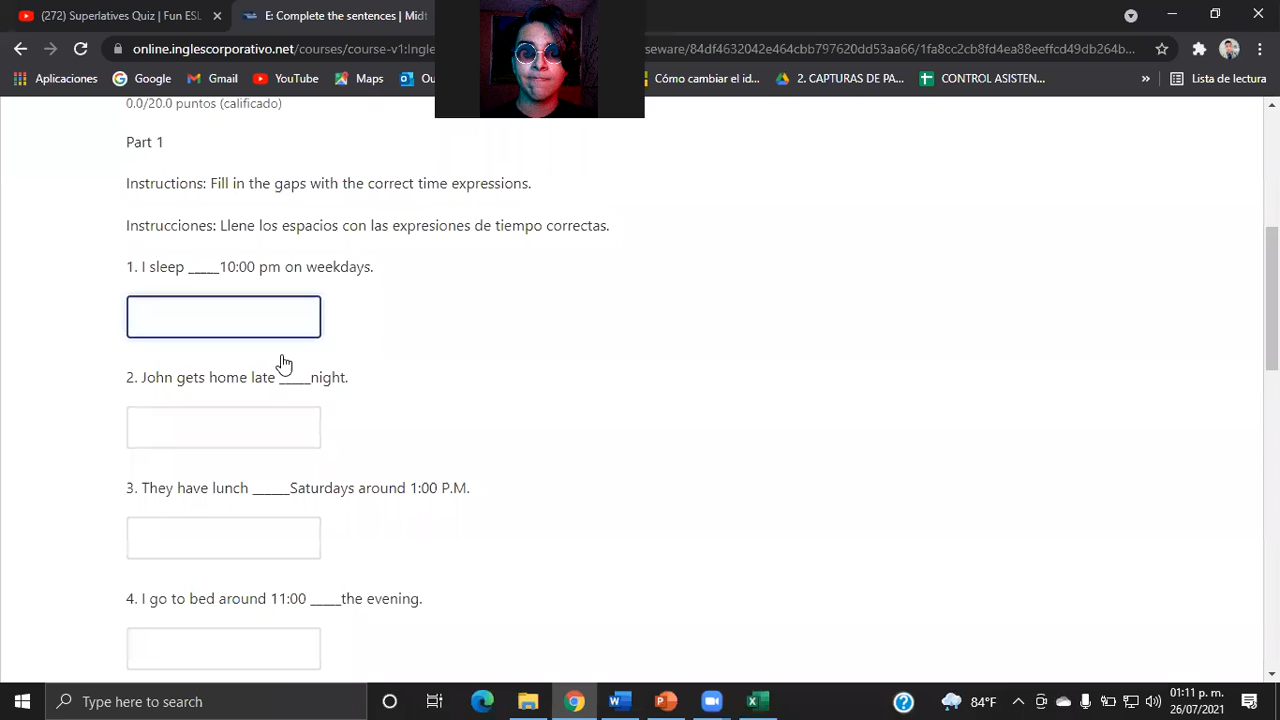 (272) Superlatives Quiz | Fun ESL
E: Complete the sentences | Midt
online.inglescorporativo.net/courses/course-v1:Ingle
seware/84df4632042e464cbb797620dd53aa66/1fa8cc2cb8fd4ea88eeffcd49db264b...
Aplicaciones
Google
Gmail
YouTube
Maps
Ou
Cómo cambiar el id...
2. CAPTURAS DE PA...
CONTROL ASISTEN...
»
Lista de lectura
0.0/20.0 puntos (calificado)
Part 1
Instructions: Fill in the gaps with the correct time expressions.
Instrucciones: Llene los espacios con las expresiones de tiempo correctas.
1. I sleep _____10:00 pm on weekdays.
2. John gets home late _____night.
3. They have lunch ______Saturdays around 1:00 P.M.
4. I go to bed around 11:00 _____the evening.
Type here to search
84°F
01:11 p. m.
26/07/2021